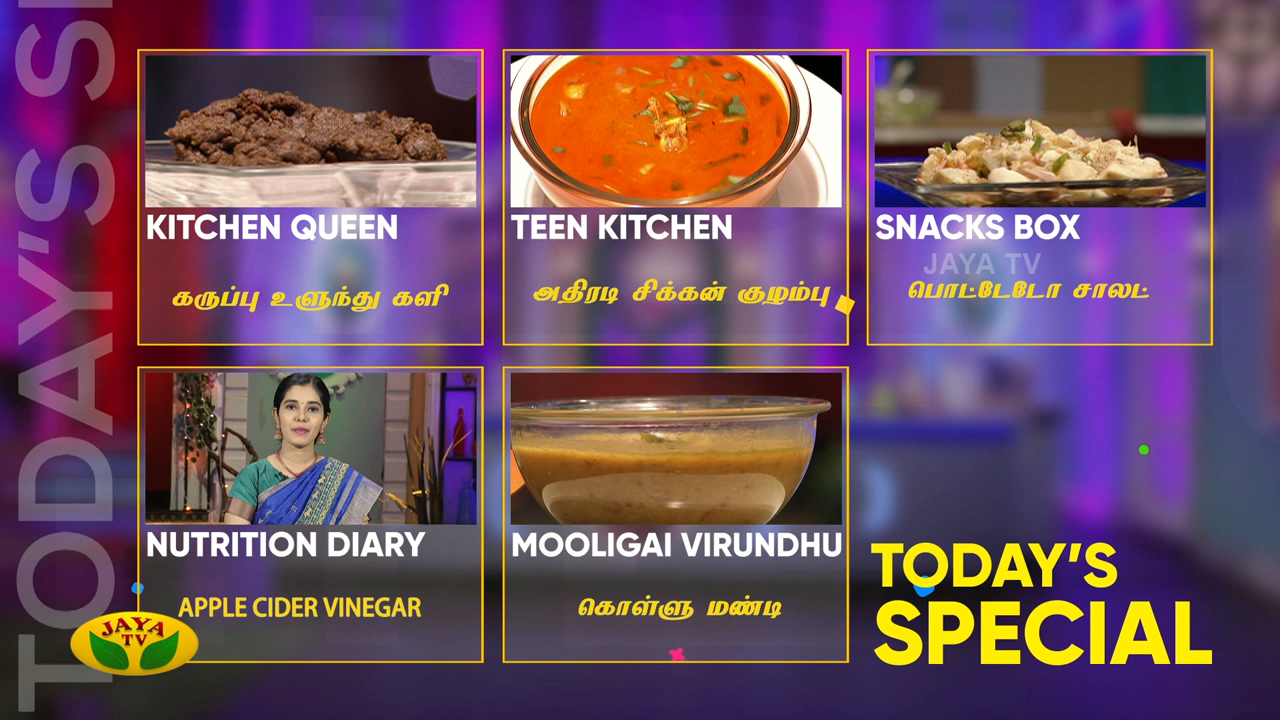 TODAY'S S
KITCHEN QUEEN
கருப்பு உளுந்து களி
TEEN KITCHEN
அதிரடி சிக்கன் குழம்பு
SNACKS BOX
JAYA TV
பொட்டேடோ சாலட்
NUTRITION DIARY
APPLE CIDER VINEGAR
MOOLIGAI VIRUNDHU
கொள்ளு மண்டி
TODAY'S
SPECIAL
JAYA
TV